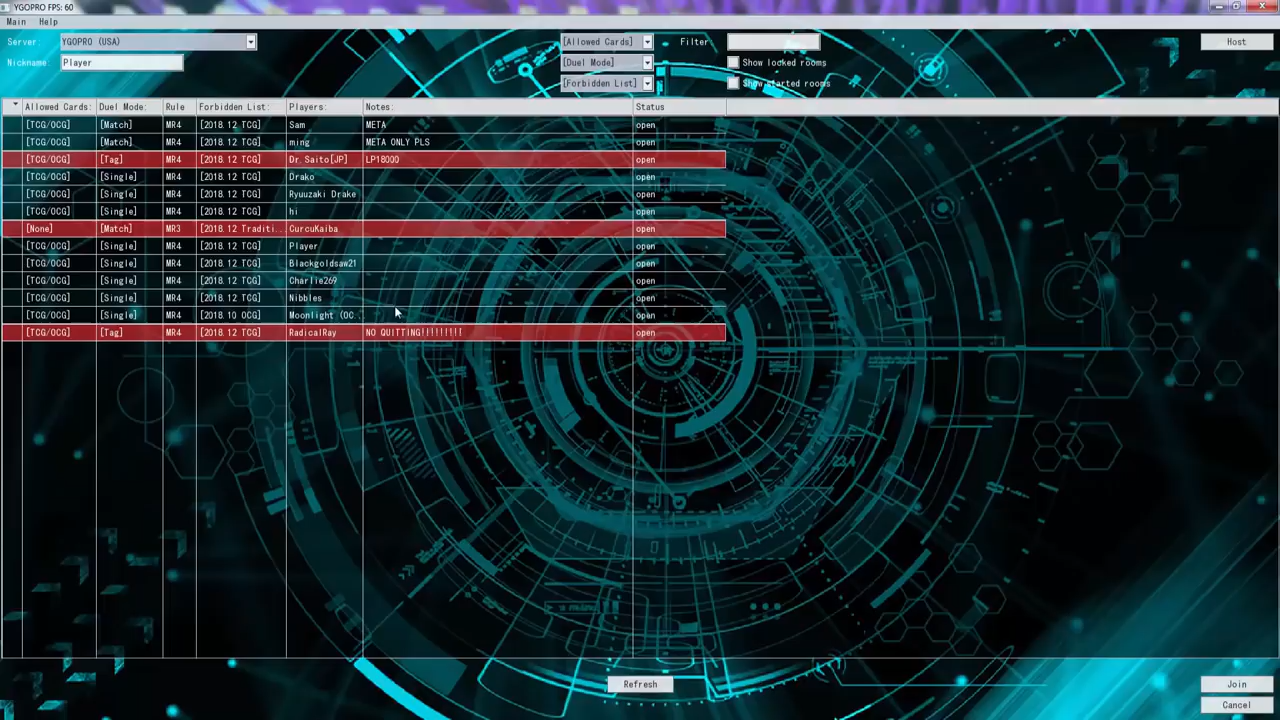 YGOPRO FPS: 60
Main Help
Server: YGOPRO (USA) [Allowed Cards] Filter Host
Nickname: Player [Duel Mode] Show locked rooms
[Forbidden List] Show started rooms
Allowed Cards: Duel Mode: Rule Forbidden List: Players: Notes: Status
[TCG/OCG] [Match] MR4 [2018.12 TCG] Sam META open
[TCG/OCG] [Match] MR4 [2018.12 TCG] ming META ONLY PLS open
[TCG/OCG] [Tag] MR4 [2018.12 TCG] Dr. Saito[JP] LP18000 open
[TCG/OCG] [Single] MR4 [2018.12 TCG] Drako open
[TCG/OCG] [Single] MR4 [2018.12 TCG] Ryuuzaki Drake open
[TCG/OCG] [Single] MR4 [2018.12 TCG] hi open
[None] [Match] MR3 [2018.12 Traditi... CurcuKaiba open
[TCG/OCG] [Single] MR4 [2018.12 TCG] Player open
[TCG/OCG] [Single] MR4 [2018.12 TCG] Blackgoldsaw21 open
[TCG/OCG] [Single] MR4 [2018.12 TCG] Charlie269 open
[TCG/OCG] [Single] MR4 [2018.12 TCG] Nibbles open
[TCG/OCG] [Single] MR4 [2018.10 OCG] Moonlight (OC... open
[TCG/OCG] [Tag] MR4 [2018.12 TCG] RadicalRay NO QUITTING!!!!!!!!! open
234
Refresh Join
Cancel